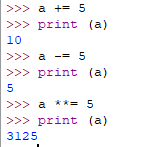 >>> a += 5
>>> print (a)
10
>>> a -= 5
>>> print (a)
5
>>> a **= 5
>>> print (a)
3125